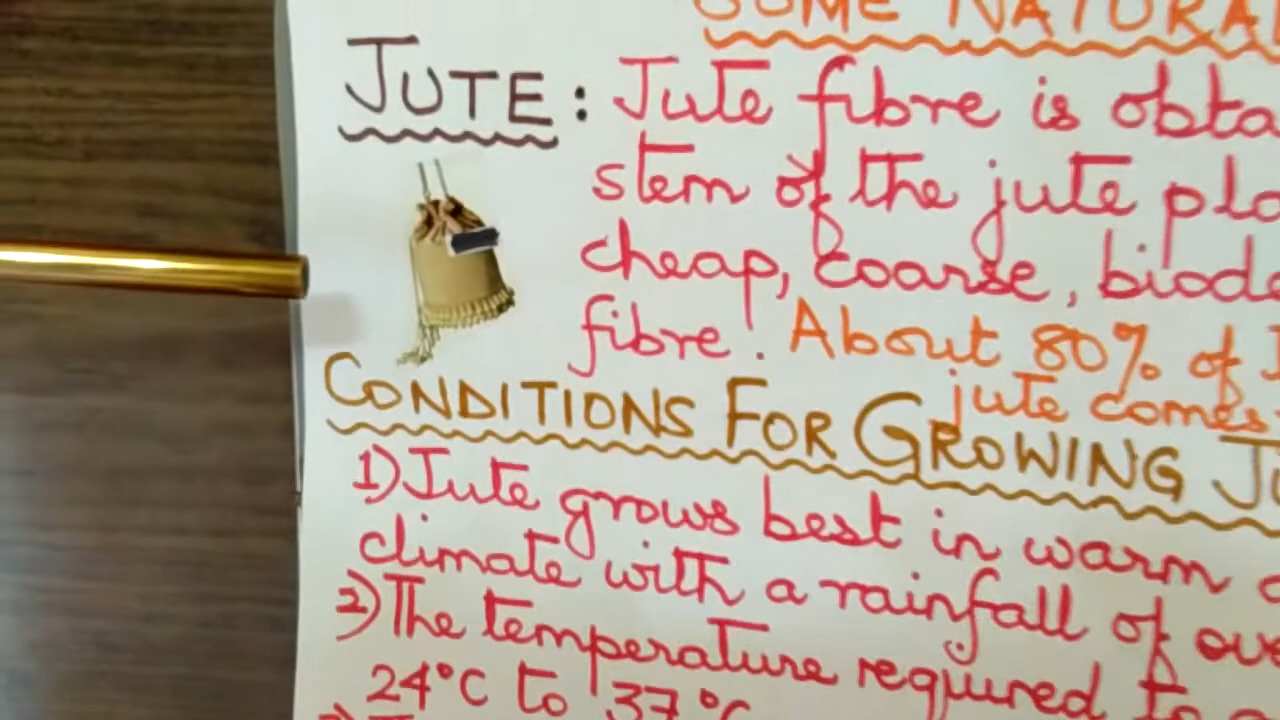 SOME NATURA
JUTE: Jute fibre is obta
stem of the jute pla
cheap, coarse, biode
fibre. About 80% of
jute comes
CONDITIONS FOR GROWING JU
1) Jute grows best in warm
climate with a rainfall of ove
2) The temperature required to
24°C to 37°C